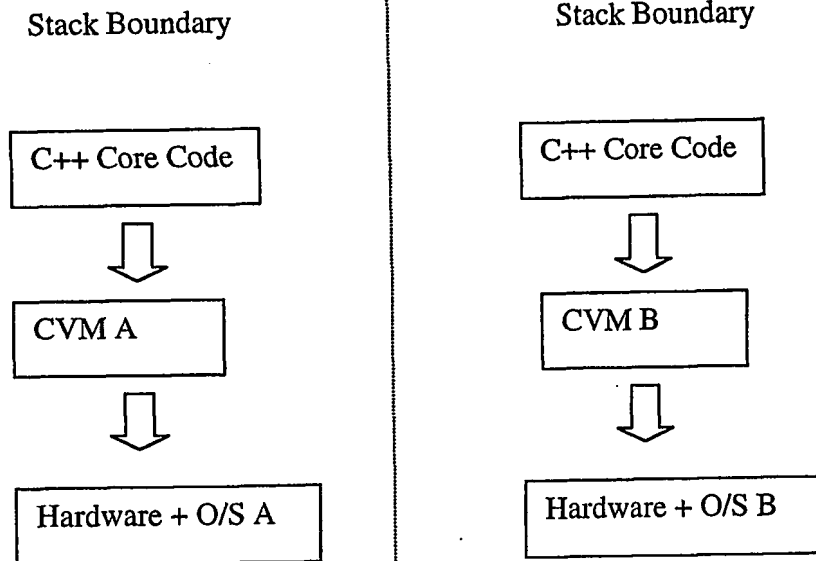 Stack Boundary
C++ Core Code
CVM A
Hardware + O/S A
Stack Boundary
C++ Core Code
CVM B
Hardware + O/S B